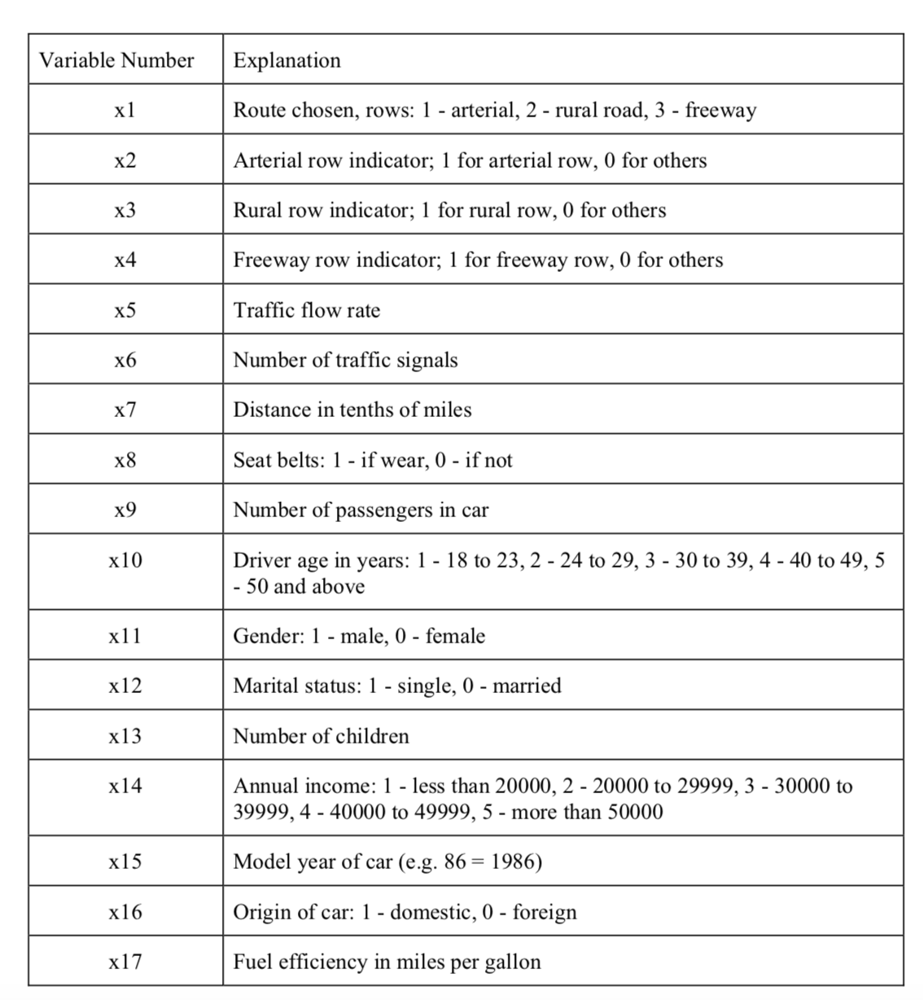 Variable Number Explanation
x1 Route chosen, rows: 1 - arterial, 2 - rural road, 3 - freeway
x2 Arterial row indicator; 1 for arterial row, 0 for others
x3 Rural row indicator; 1 for rural row, 0 for others
x4 Freeway row indicator; 1 for freeway row, 0 for others
x5 Traffic flow rate
x6 Number of traffic signals
x7 Distance in tenths of miles
x8 Seat belts: 1 - if wear, 0 - if not
x9 Number of passengers in car
x10 Driver age in years: 1 - 18 to 23, 2 - 24 to 29, 3 - 30 to 39, 4 - 40 to 49, 5
- 50 and above
x11 Gender: 1 - male, 0 - female
x12 Marital status: 1 - single, 0 - married
x13 Number of children
x14 Annual income: 1 - less than 20000, 2 - 20000 to 29999, 3 - 30000 to
39999, 4 - 40000 to 49999, 5 - more than 50000
x15 Model year of car (e.g. 86 = 1986)
x16 Origin of car: 1 - domestic, 0 - foreign
x17 Fuel efficiency in miles per gallon